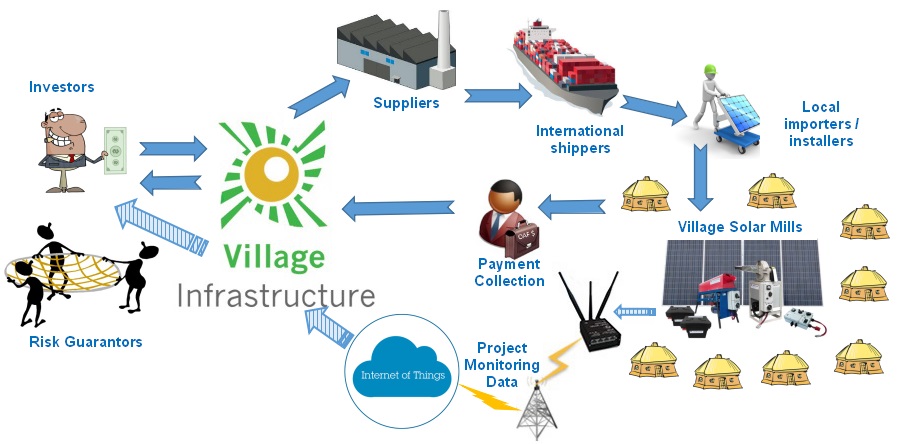 Investors
Suppliers
International
shippers
Local
importers /
installers
Village
Infrastructure
Payment
Collection
Village Solar Mills
Risk Guarantors
Internet of Things
Project
Monitoring
Data